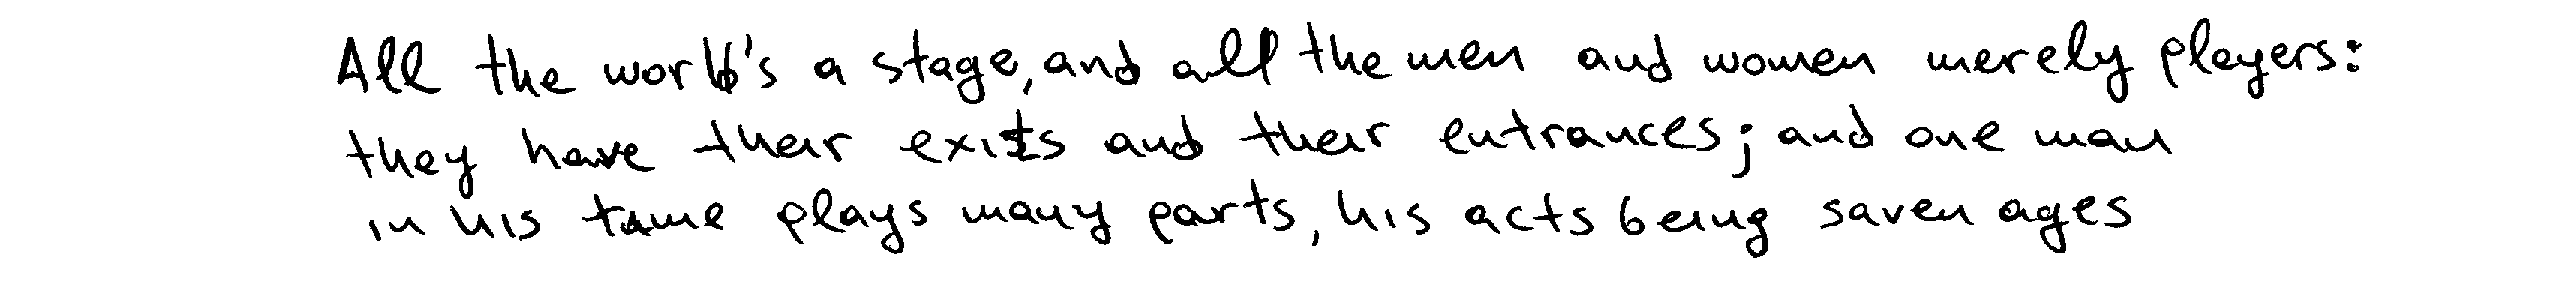 All the world's a stage, and all the men and women merely players:
they have their exits and their entrances; and one man
in his time plays many parts, his acts being saven ages